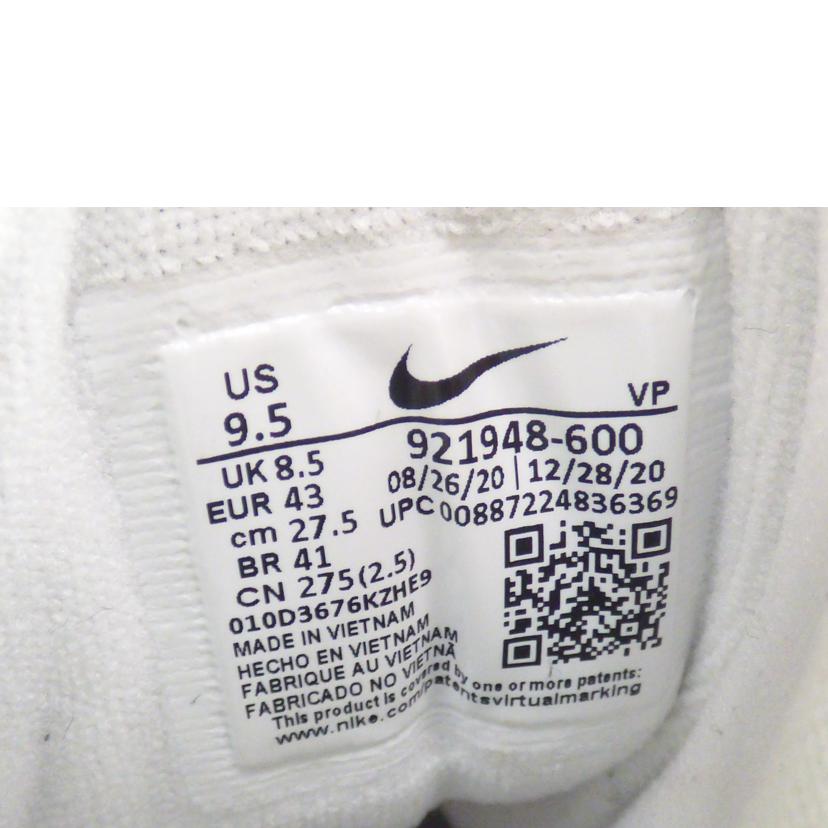 US
9.5
VP
UK 8.5
EUR 43
cm 27.5
BR 41
CN 275(2.5)
921948-600
08/26/20 | 12/28/20
UPC 00887224836369
010D3676KZHE9
MADE IN VIETNAM
HECHO EN VIETNAM
FABRIQUE AU VIETNAM
FABRICADO NO VIETNÃ
This product is covered by one or more patents:
www.nike.com/patentsvirtualmarking